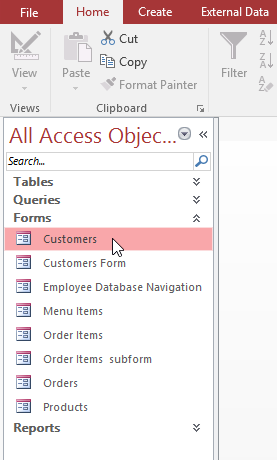 File Home Create External Data
View Paste Cut Copy Format Painter Filter
Views Clipboard
All Access Objec...
Search...
Tables
Queries
Forms
Customers
Customers Form
Employee Database Navigation
Menu Items
Order Items
Order Items subform
Orders
Products
Reports